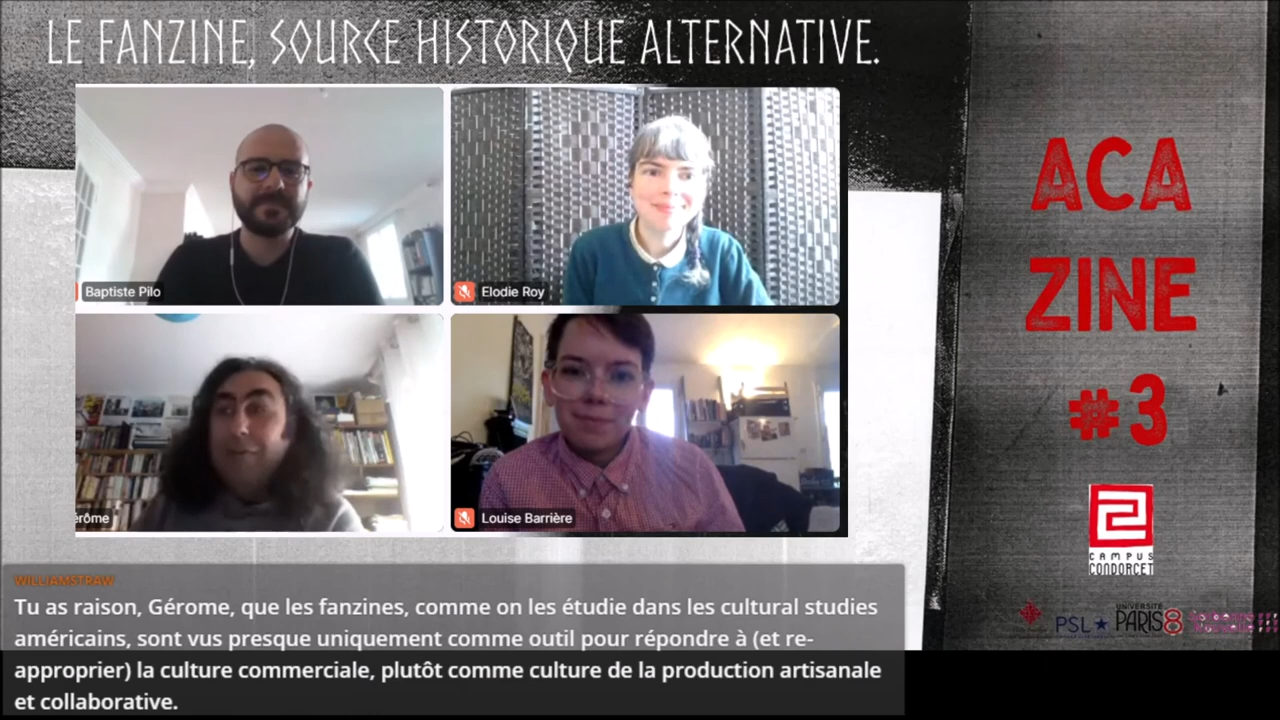 LE FANZINE, SOURCE HISTORIQUE ALTERNATIVE.
Baptiste Pilo
Elodie Roy
érôme
Louise Barrière
WILLIAMSTRAW
Tu as raison, Gérome, que les fanzines, comme on les étudie dans les cultural studies
américains, sont vus presque uniquement comme outil pour répondre à (et re-
approprier) la culture commerciale, plutôt comme culture de la production artisanale
et collaborative.
ACA
ZINE
#3
CAMPUS
CONDORCET
PSL
UNIVERSITÉ
PARIS8